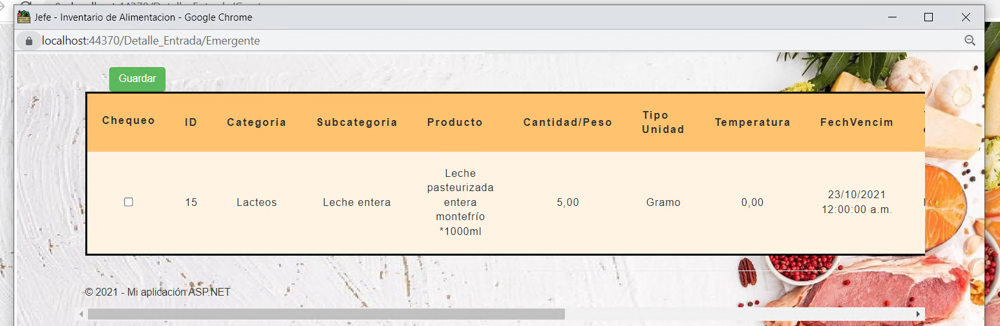 Jefe - Inventario de Alimentacion - Google Chrome
localhost:44370/Detalle_Entrada/Emergente
Guardar
Chequeo ID Categoria Subcategoria Producto Cantidad/Peso Tipo Unidad Temperatura FechVencim
15 Lacteos Leche entera Leche pasteurizada entera montefrío *1000ml 5,00 Gramo 0,00 23/10/2021 12:00:00 a.m.
© 2021 - Mi aplicación ASP.NET